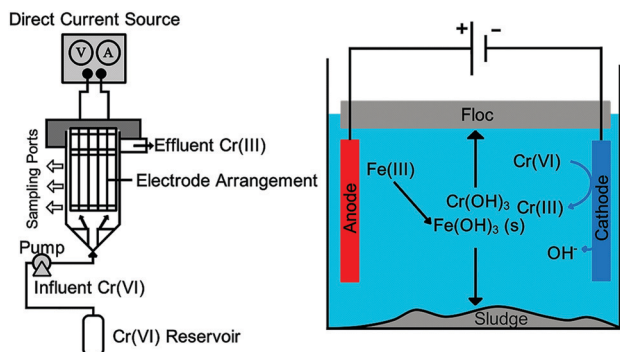 Direct Current Source
V
A
Sampling Ports
Effluent Cr(III)
Electrode Arrangement
Pump
Influent Cr(VI)
Cr(VI) Reservoir
+
−
Floc
Anode
Fe(III)
Cr(OH)₃
Fe(OH)₃ (s)
Cr(VI)
Cr(III)
OH⁻
Cathode
Sludge